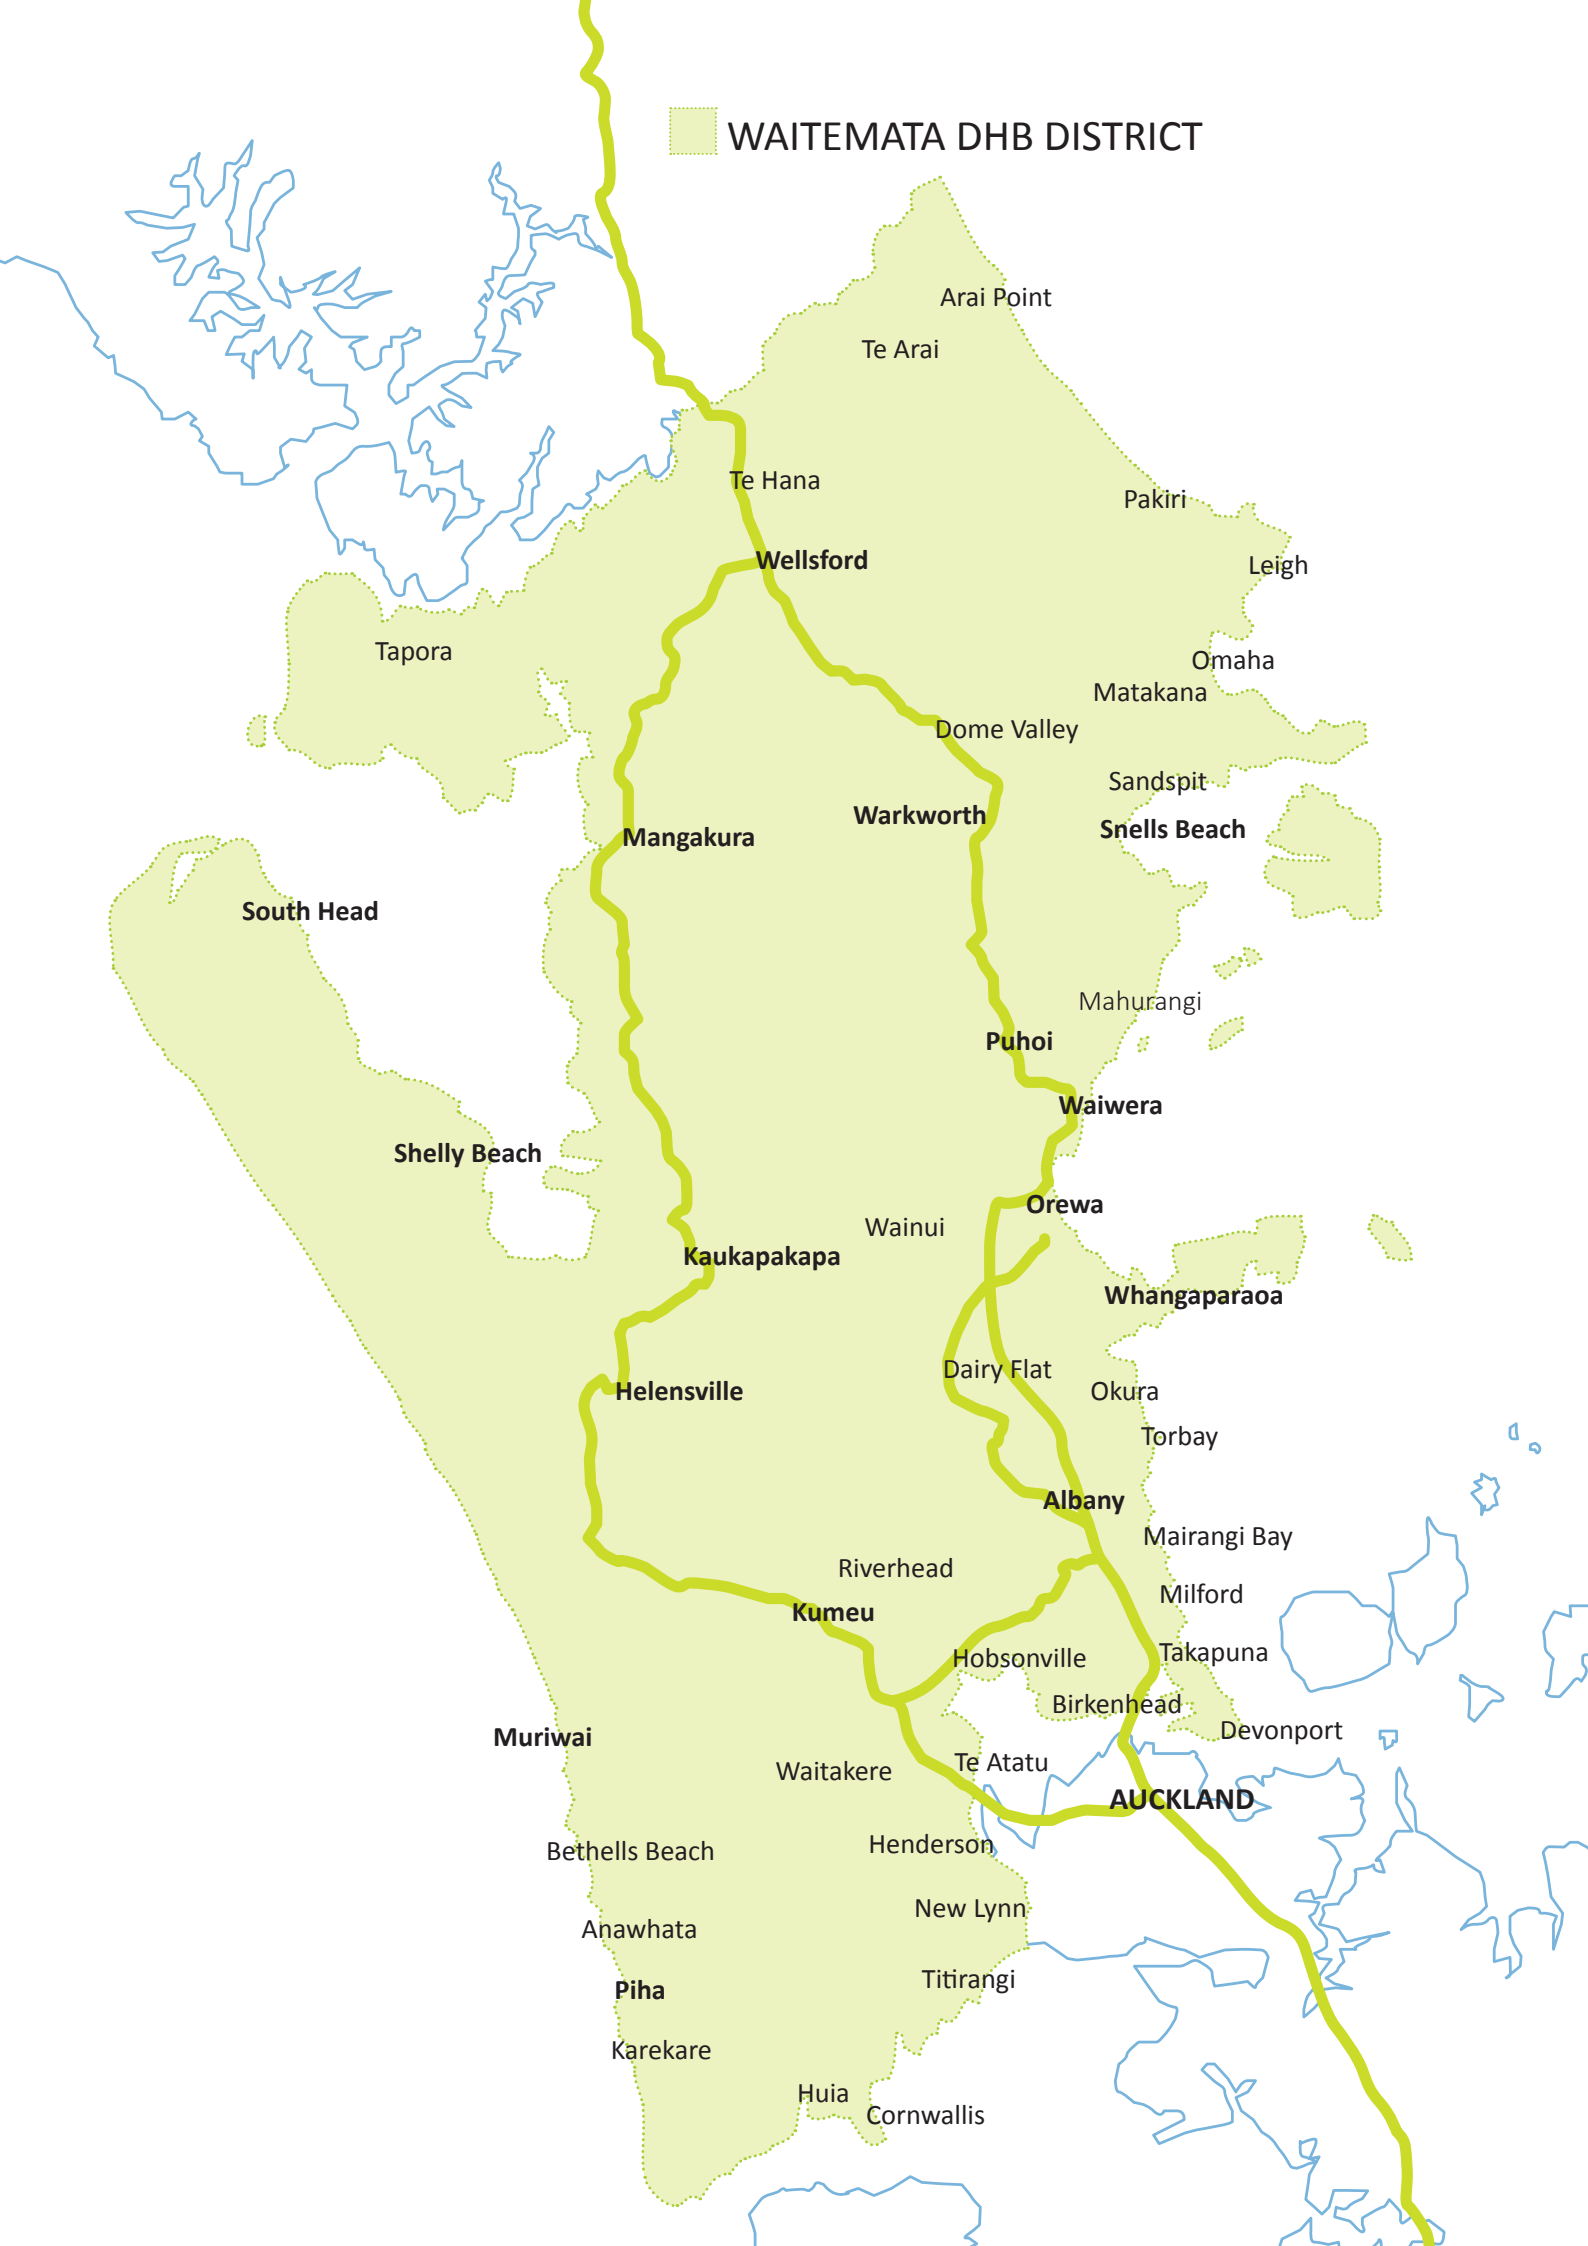 WAITEMATA DHB DISTRICT
Arai Point
Te Arai
Te Hana
Pakiri
Wellsford
Leigh
Tapora
Omaha
Matakana
Dome Valley
Sandspit
Warkworth
Snells Beach
Mangakura
South Head
Mahurangi
Puhoi
Waiwera
Shelly Beach
Orewa
Wainui
Kaukapakapa
Whangaparaoa
Dairy Flat
Helensville
Okura
Torbay
Albany
Mairangi Bay
Riverhead
Milford
Kumeu
Takapuna
Hobsonville
Birkenhead
Devonport
Muriwai
Te Atatu
Waitakere
AUCKLAND
Henderson
Bethells Beach
New Lynn
Anawhata
Titirangi
Piha
Karekare
Huia
Cornwallis